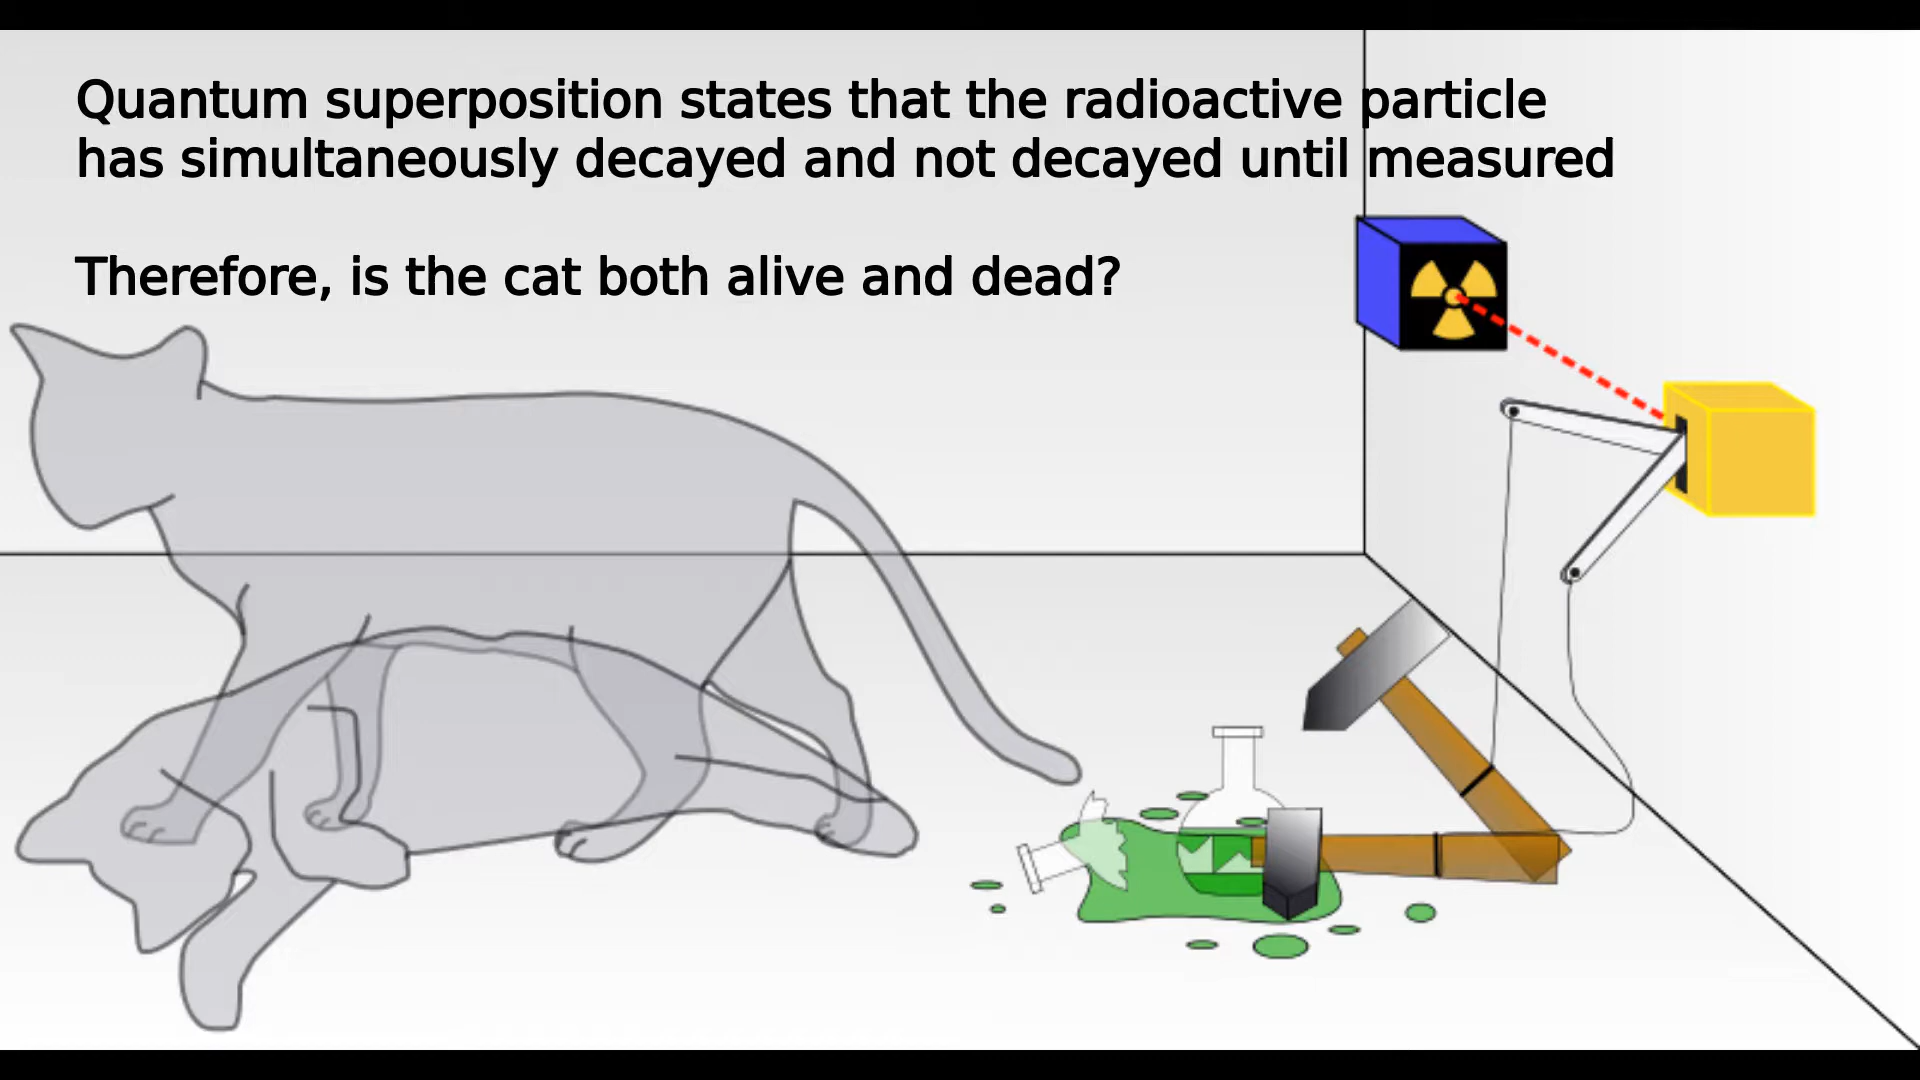 Quantum superposition states that the radioactive particle
has simultaneously decayed and not decayed until measured
Therefore, is the cat both alive and dead?